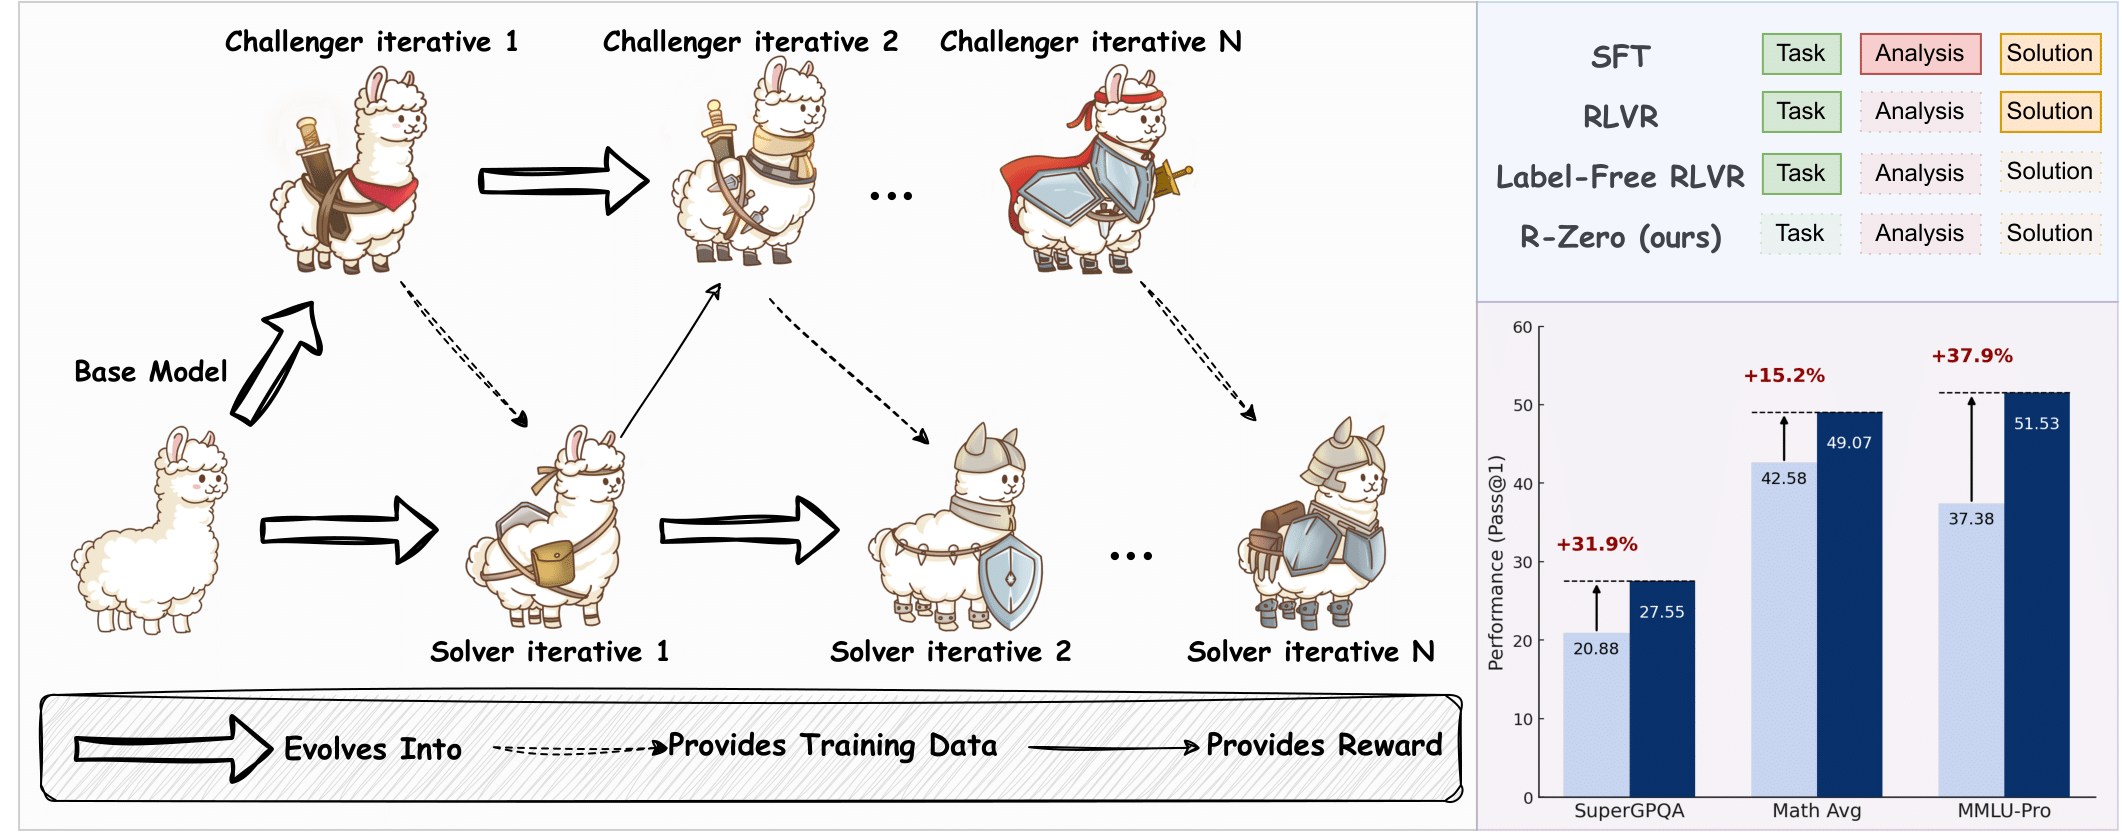 Challenger iterative 1
Challenger iterative 2
Challenger iterative N
...
Base Model
...
Solver iterative 1
Solver iterative 2
Solver iterative N
Evolves Into
Provides Training Data
Provides Reward
SFT Task Analysis Solution
RLVR Task Analysis Solution
Label-Free RLVR Task Analysis Solution
R-Zero (ours) Task Analysis Solution
Performance (Pass@1)
60
50
40
30
20
10
0
+31.9%
20.88
27.55
+15.2%
42.58
49.07
+37.9%
37.38
51.53
SuperGPQA
Math Avg
MMLU-Pro